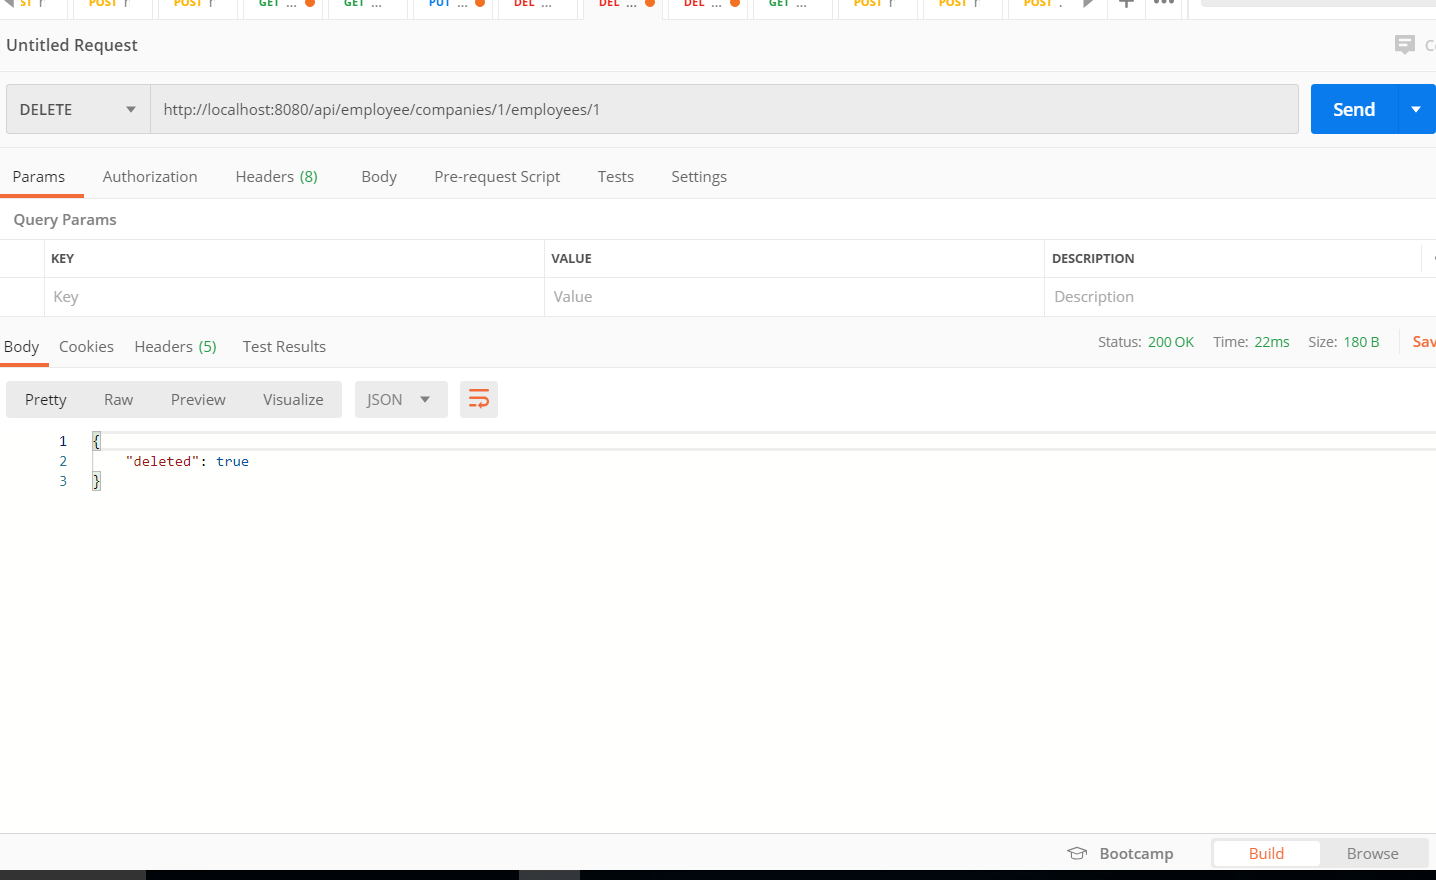 POST GET ... GET ... PUT ... DEL ... DEL ... DEL ... GET ... POST POST POST .
Untitled Request
DELETE http://localhost:8080/api/employee/companies/1/employees/1 Send
Params Authorization Headers (8) Body Pre-request Script Tests Settings
Query Params
KEY VALUE DESCRIPTION
Key Value Description
Body Cookies Headers (5) Test Results Status: 200 OK Time: 22ms Size: 180 B Sav
Pretty Raw Preview Visualize JSON
1 {
2 "deleted": true
3 }
Bootcamp Build Browse